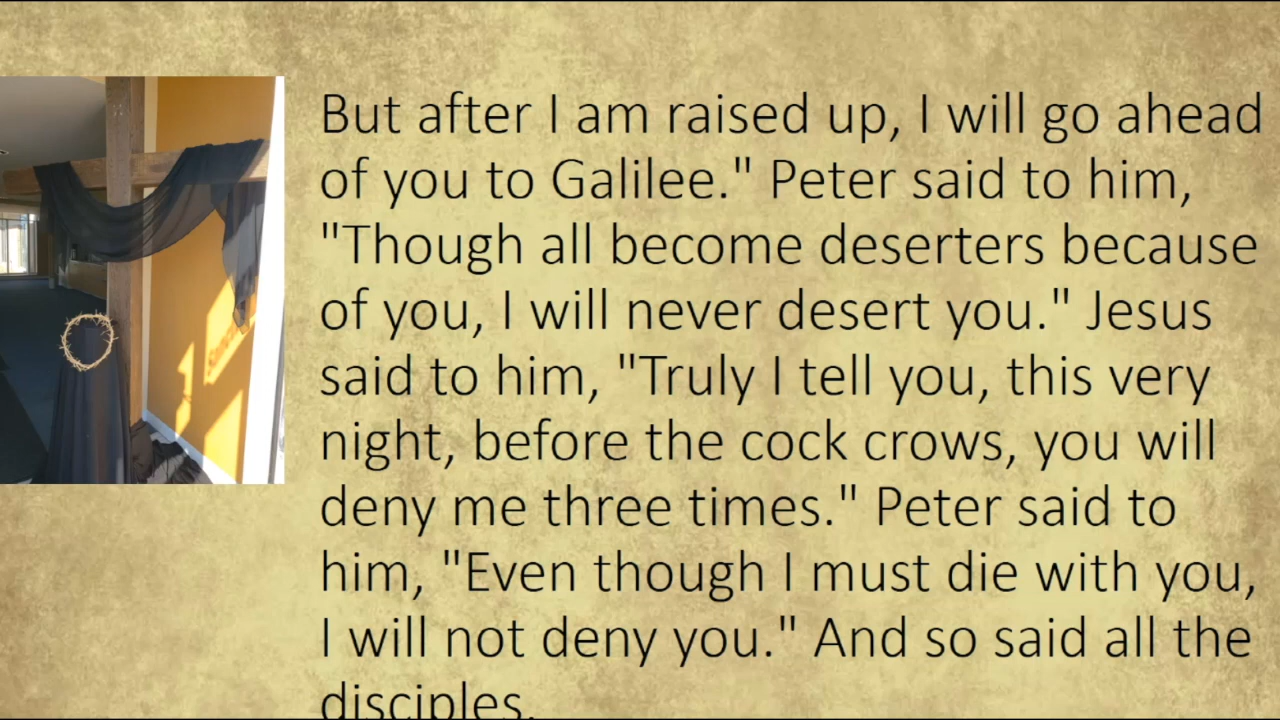 But after I am raised up, I will go ahead
of you to Galilee." Peter said to him,
"Though all become deserters because
of you, I will never desert you." Jesus
said to him, "Truly I tell you, this very
night, before the cock crows, you will
deny me three times." Peter said to
him, "Even though I must die with you,
I will not deny you." And so said all the
disciples.